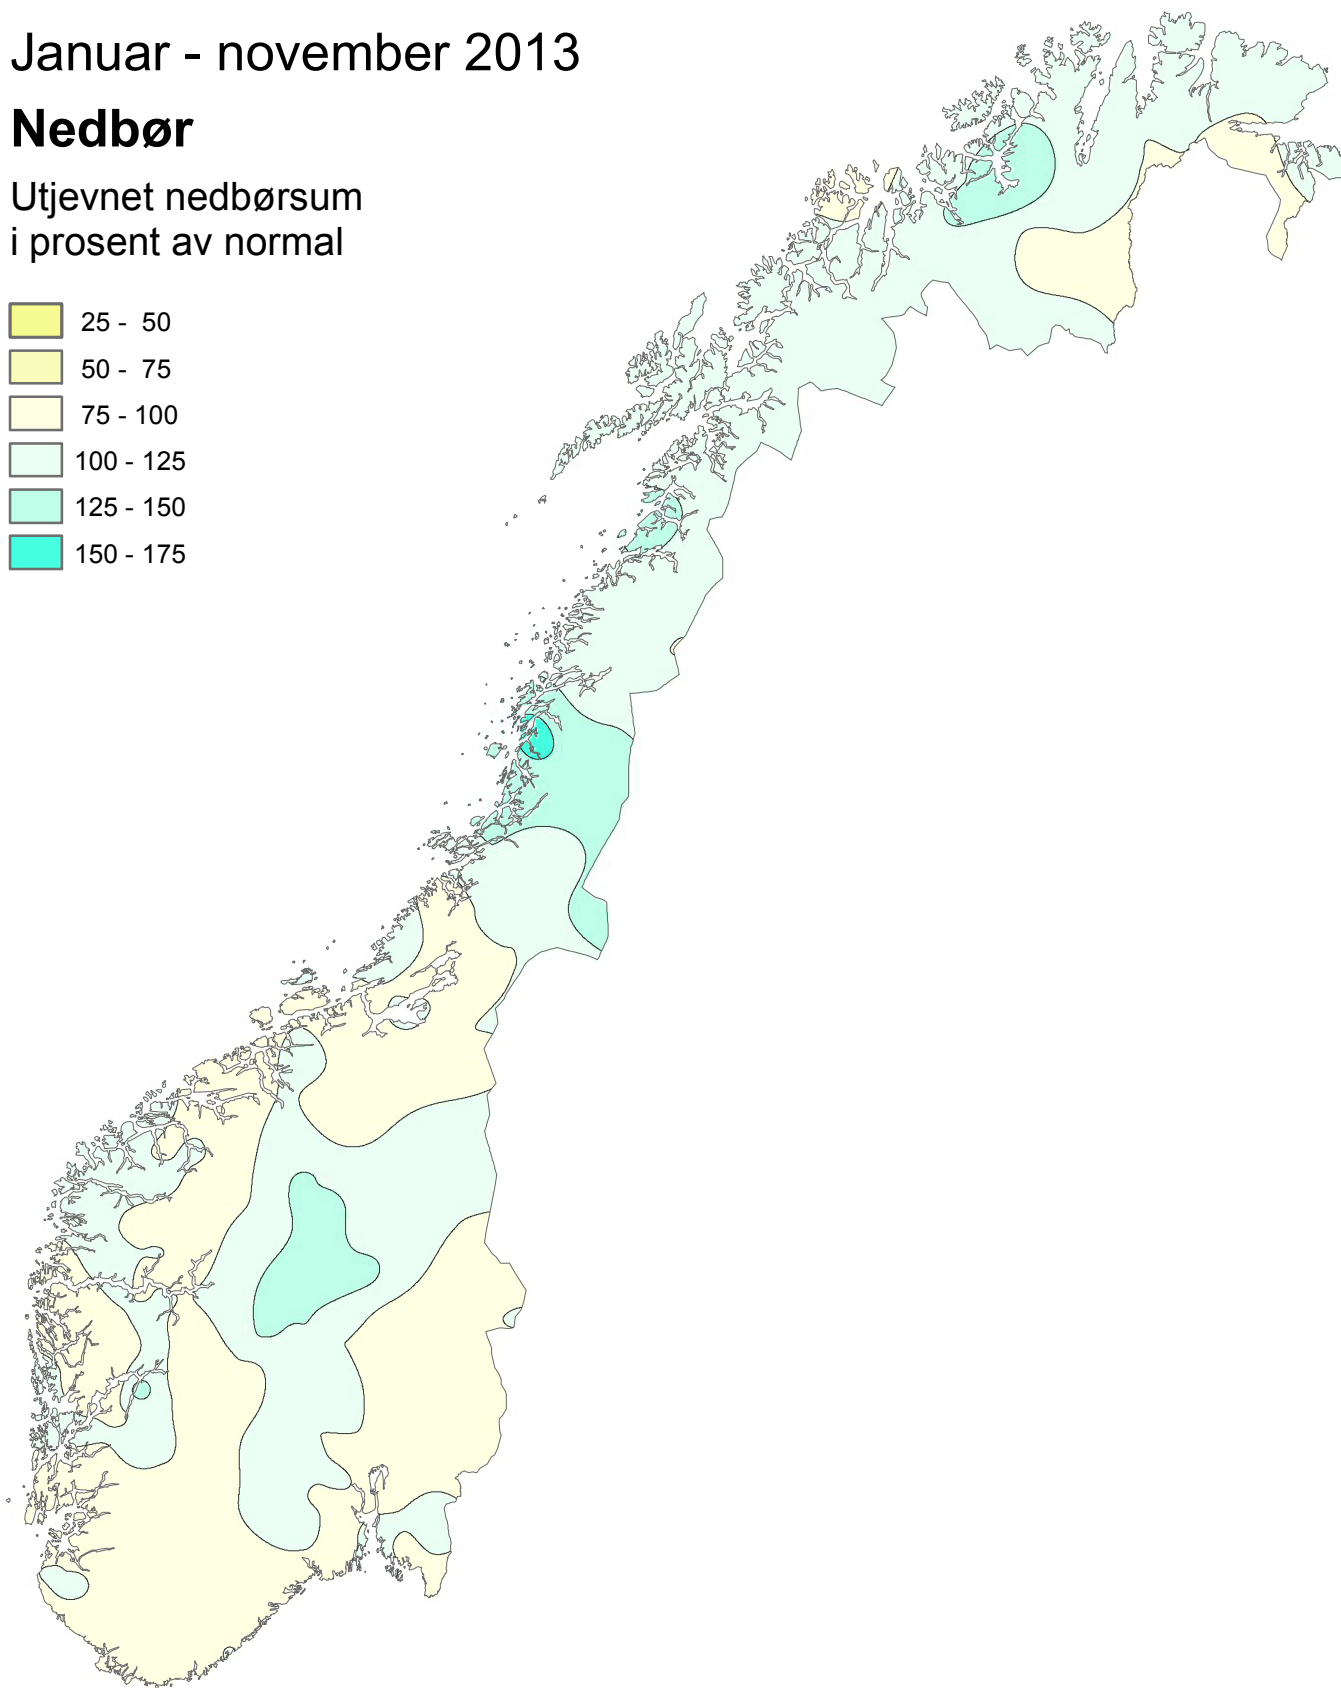 Januar - november 2013
Nedbør
Utjevnet nedbørsum
i prosent av normal
25 - 50
50 - 75
75 - 100
100 - 125
125 - 150
150 - 175